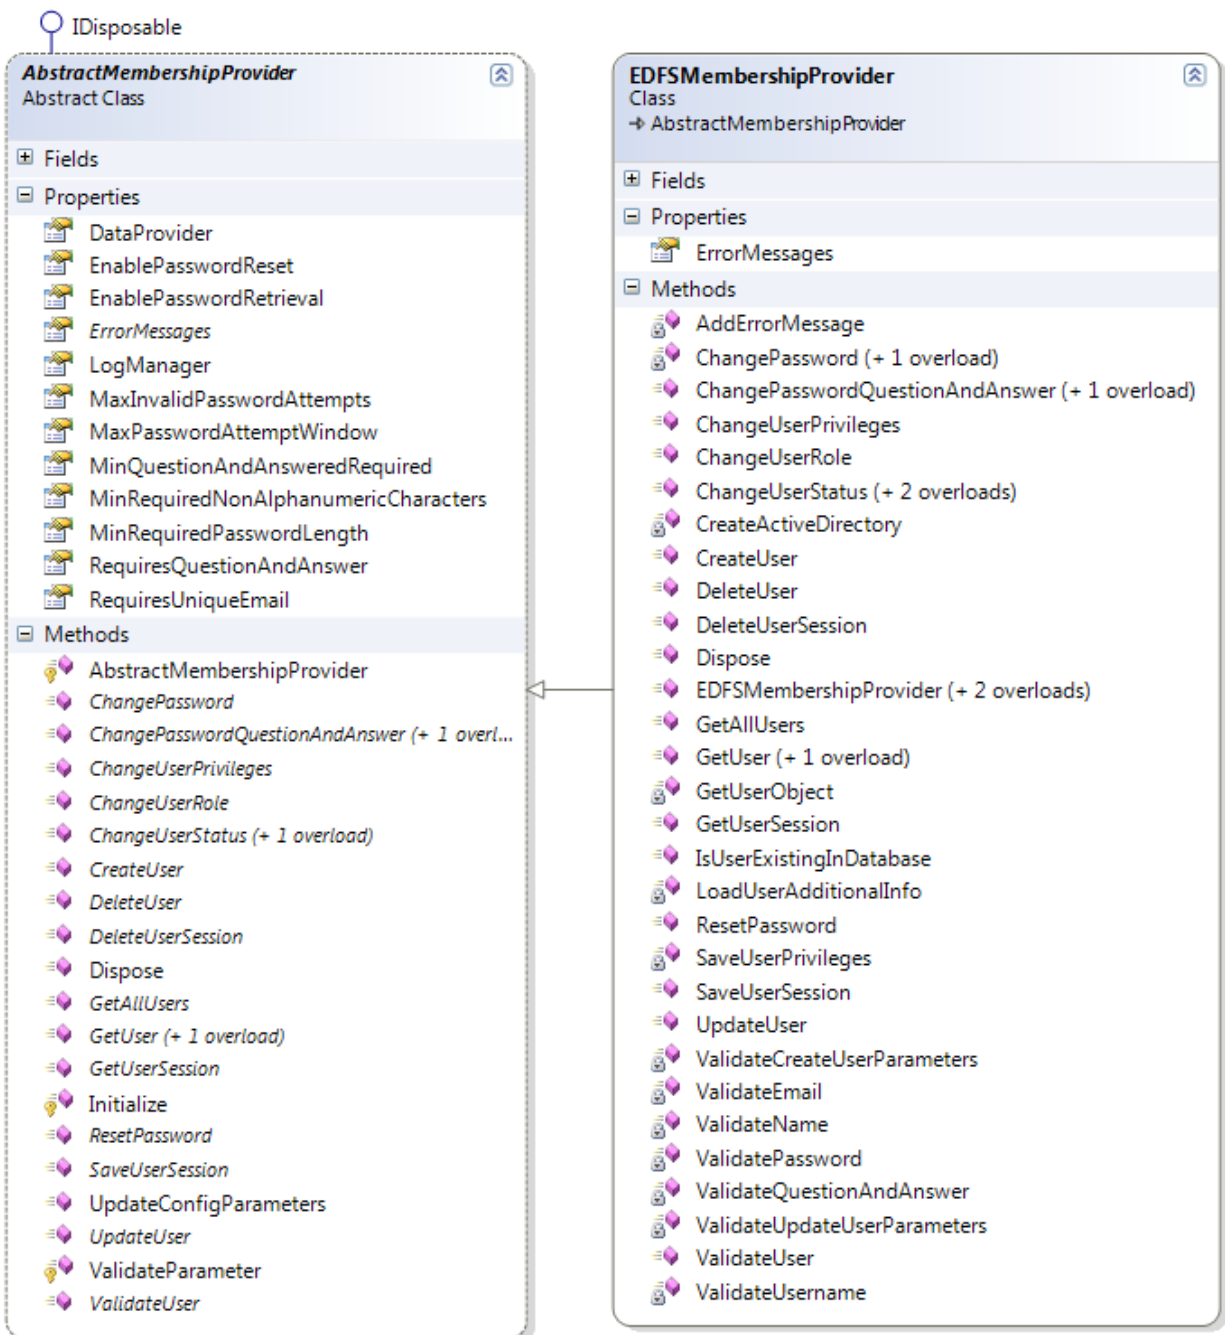 IDisposable
AbstractMembershipProvider
Abstract Class
Fields
Properties
DataProvider
EnablePasswordReset
EnablePasswordRetrieval
ErrorMessages
LogManager
MaxInvalidPasswordAttempts
MaxPasswordAttemptWindow
MinQuestionAndAnsweredRequired
MinRequiredNonAlphanumericCharacters
MinRequiredPasswordLength
RequiresQuestionAndAnswer
RequiresUniqueEmail
Methods
AbstractMembershipProvider
ChangePassword
ChangePasswordQuestionAndAnswer (+ 1 overl...
ChangeUserPrivileges
ChangeUserRole
ChangeUserStatus (+ 1 overload)
CreateUser
DeleteUser
DeleteUserSession
Dispose
GetAllUsers
GetUser (+ 1 overload)
GetUserSession
Initialize
ResetPassword
SaveUserSession
UpdateConfigParameters
UpdateUser
ValidateParameter
ValidateUser
EDFSMembershipProvider
Class
AbstractMembershipProvider
Fields
Properties
ErrorMessages
Methods
AddErrorMessage
ChangePassword (+ 1 overload)
ChangePasswordQuestionAndAnswer (+ 1 overload)
ChangeUserPrivileges
ChangeUserRole
ChangeUserStatus (+ 2 overloads)
CreateActiveDirectory
CreateUser
DeleteUser
DeleteUserSession
Dispose
EDFSMembershipProvider (+ 2 overloads)
GetAllUsers
GetUser (+ 1 overload)
GetUserObject
GetUserSession
IsUserExistingInDatabase
LoadUserAdditionalInfo
ResetPassword
SaveUserPrivileges
SaveUserSession
UpdateUser
ValidateCreateUserParameters
ValidateEmail
ValidateName
ValidatePassword
ValidateQuestionAndAnswer
ValidateUpdateUserParameters
ValidateUser
ValidateUsername